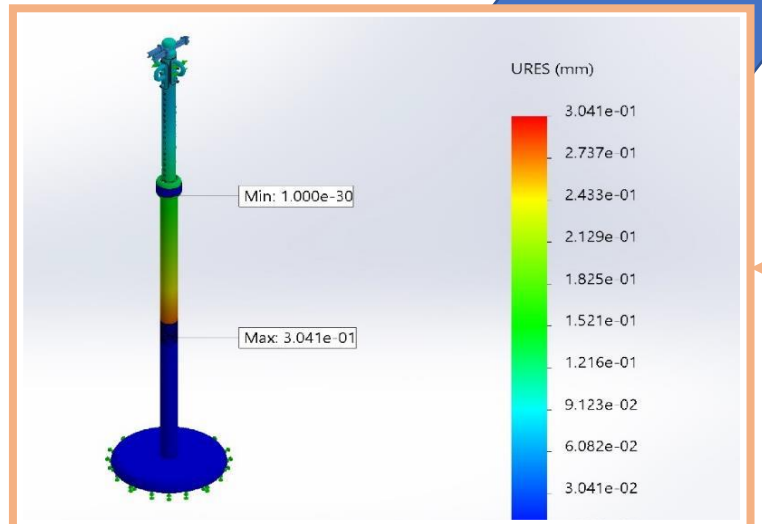 URES (mm)
3.041e-01
2.737e-01
2.433e-01
2.129e-01
1.825e-01
1.521e-01
1.216e-01
9.123e-02
6.082e-02
3.041e-02
Min: 1.000e-30
Max: 3.041e-01